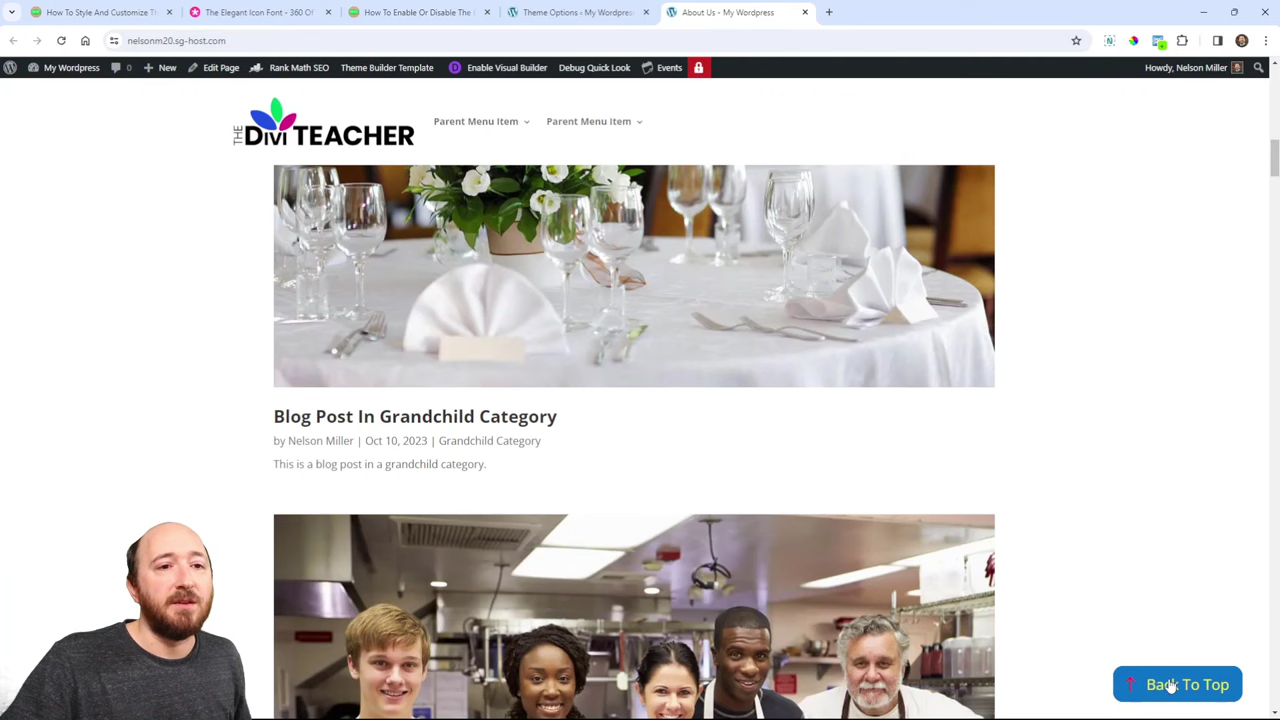 How To Style And Customize Th
The Elegant Icon Font - 360 Of
How To Enable Or Disable The
Theme Options - My Wordpress
About Us - My Wordpress
nelsonm20.sg-host.com
My Wordpress
0
New
Edit Page
Rank Math SEO
Theme Builder Template
Enable Visual Builder
Debug Quick Look
Events
Howdy, Nelson Miller
THE DIVI TEACHER
Parent Menu Item
Parent Menu Item
Blog Post In Grandchild Category
by Nelson Miller | Oct 10, 2023 | Grandchild Category
This is a blog post in a grandchild category.
Back To Top